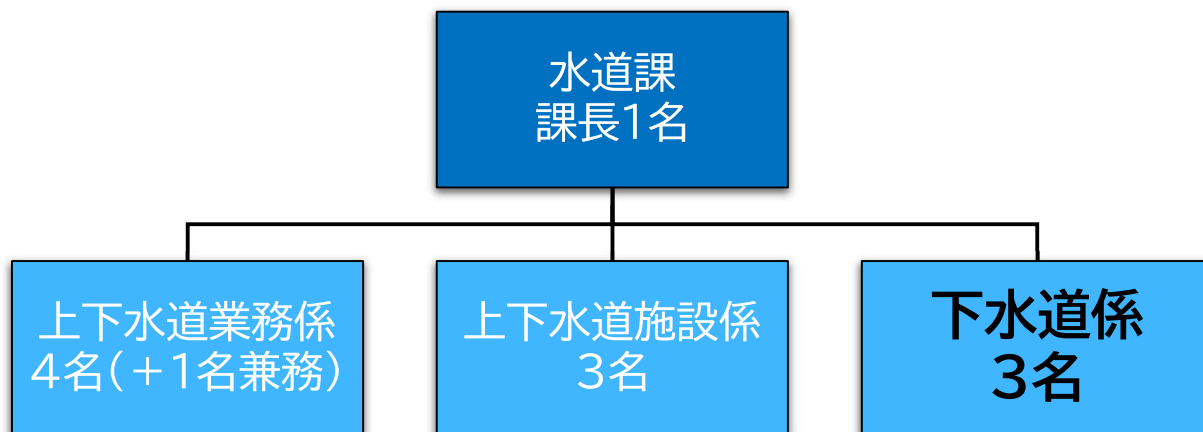 水道課
課長1名
上下水道業務係
4名(+1名兼務)
上下水道施設係
3名
下水道係
3名